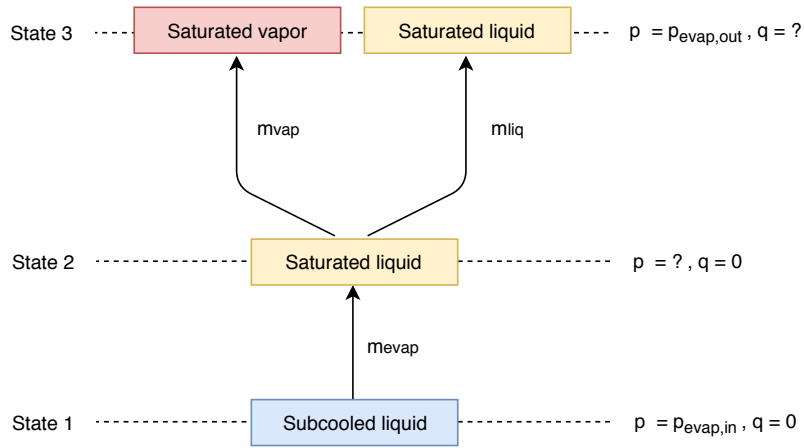 State 3 Saturated vapor Saturated liquid p = pevap,out , q = ?
mvap mliq
State 2 Saturated liquid p = ? , q = 0
mevap
State 1 Subcooled liquid p = pevap,in , q = 0